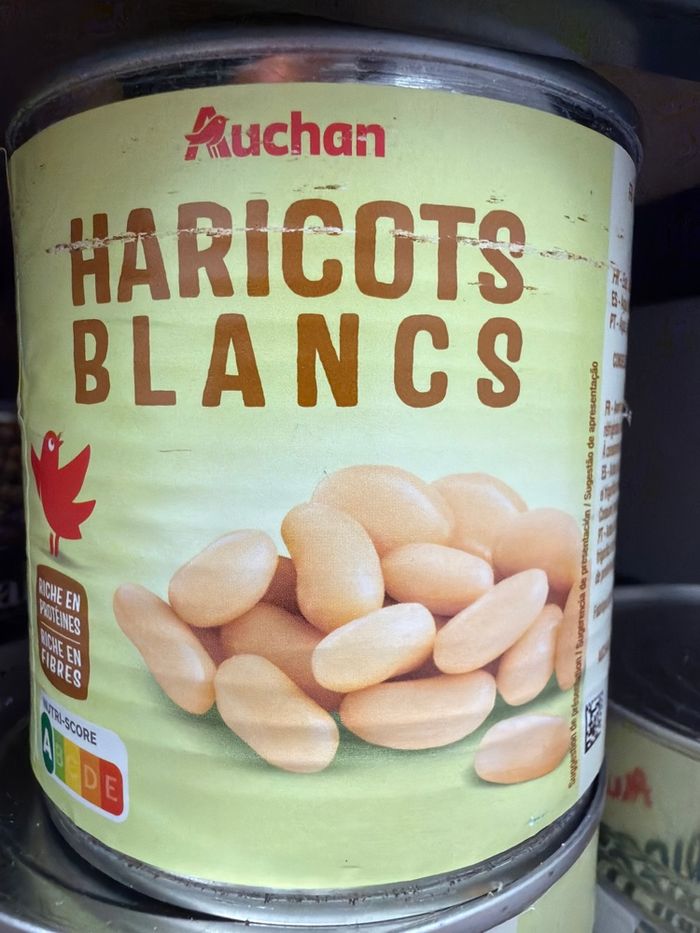 Auchan
HARICOTS
BLANCS
RICHE EN
PROTÉINES
RICHE EN
FIBRES
NUTRI-SCORE
A B C D E
Suggestion de présentation / Sugerencia de presentación / Sugestão de apresentação